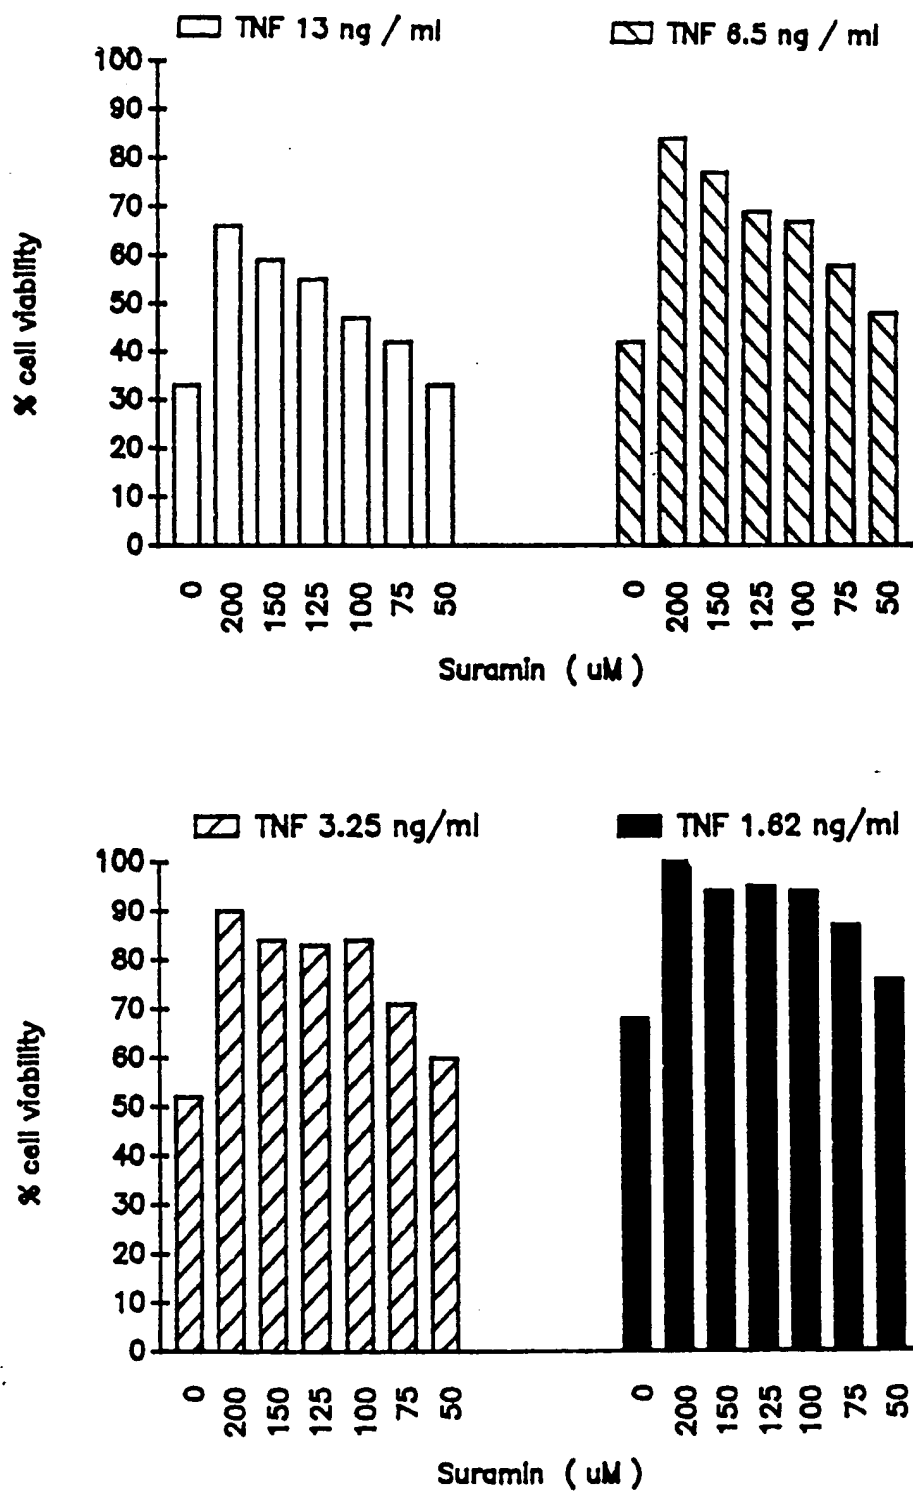 TNF 13 ng / ml
TNF 6.5 ng / ml
100
90
80
70
60
50
40
30
20
10
0
% cell viability
0 200 150 125 100 75 50
0 200 150 125 100 75 50
Suramin ( uM )
TNF 3.25 ng/ml
TNF 1.62 ng/ml
100
90
80
70
60
50
40
30
20
10
0
% cell viability
0 200 150 125 100 75 50
0 200 150 125 100 75 50
Suramin ( uM )